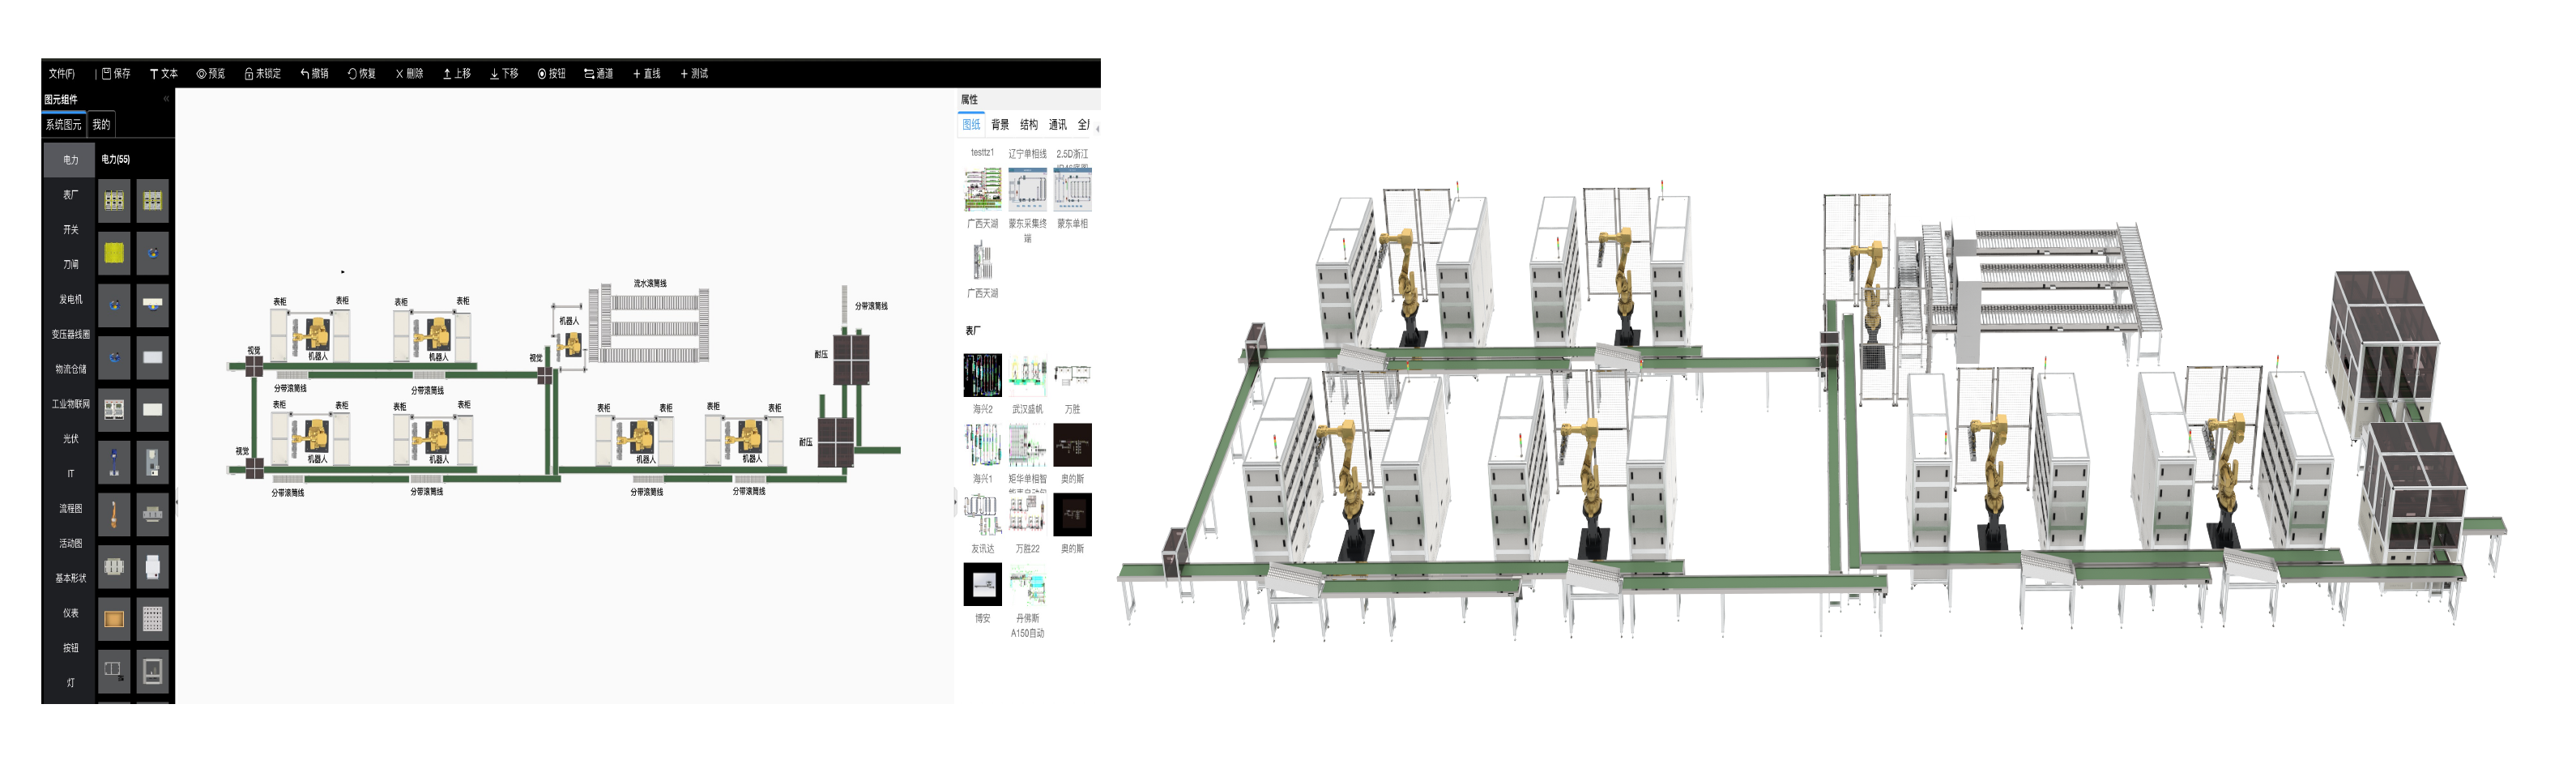 文件(F) 保存 文本 预览 未锁定 撤销 恢复 删除 上移 下移 按钮 通道 直线 测试
图元组件
系统图元 我的
电力 电力(55)
表厂
开关
刀闸
发电机
变压器线圈
物流仓储
工业物联网
光伏
IT
流程图
活动图
基本形状
仪表
按钮
灯
流水滚筒线
表柜 表柜 表柜 表柜
机器人
分带滚筒线
视觉 机器人 机器人 视觉
耐压
分带滚筒线 分带滚筒线
表柜 表柜 表柜 表柜 表柜 表柜 表柜 表柜
视觉 机器人 机器人 机器人 机器人
耐压
分带滚筒线 分带滚筒线 分带滚筒线 分带滚筒线
属性
图纸 背景 结构 通讯
testtz1 辽宁单相线 2.5D浙江
广西天湖 蒙东采集终端 蒙东单相
广西天湖
表厂
海兴2 武汉盛帆 万胜
海兴1 矩华单相智 奥的斯
友讯达 万胜22 奥的斯
博安 丹佛斯
A150自动